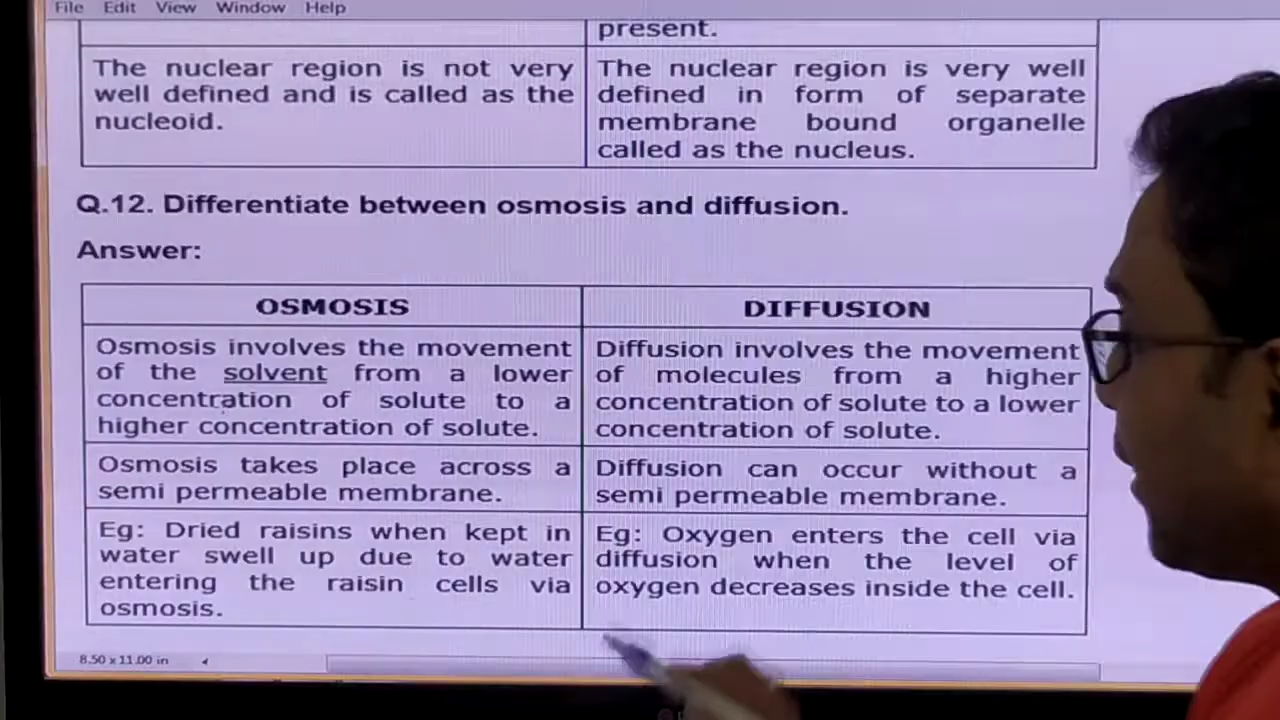 File Edit View Window Help
present.
The nuclear region is not very
well defined and is called as the
nucleoid.
The nuclear region is very well
defined in form of separate
membrane bound organelle
called as the nucleus.
Q.12. Differentiate between osmosis and diffusion.
Answer:
OSMOSIS
DIFFUSION
Osmosis involves the movement
of the solvent from a lower
concentration of solute to a
higher concentration of solute.
Diffusion involves the movement
of molecules from a higher
concentration of solute to a lower
concentration of solute.
Osmosis takes place across a
semi permeable membrane.
Diffusion can occur without a
semi permeable membrane.
Eg: Dried raisins when kept in
water swell up due to water
entering the raisin cells via
osmosis.
Eg: Oxygen enters the cell via
diffusion when the level of
oxygen decreases inside the cell.
8.50 x 11.00 in